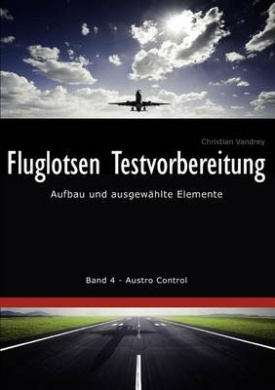 Christian Vandrey
Fluglotsen Testvorbereitung
Aufbau und ausgewählte Elemente
Band 4 - Austro Control